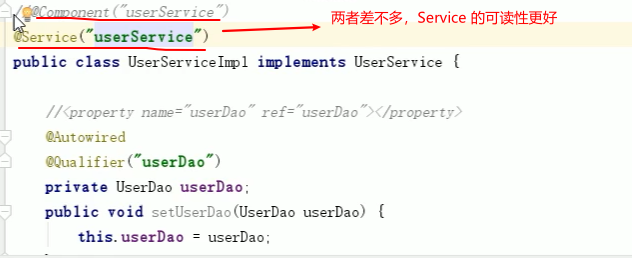 //@Component("userService")
两者差不多，Service 的可读性更好
@Service("userService")
public class UserServiceImpl implements UserService {
//<property name="userDao" ref="userDao"></property>
@Autowired
@Qualifier("userDao")
private UserDao userDao;
public void setUserDao(UserDao userDao) {
this.userDao = userDao;